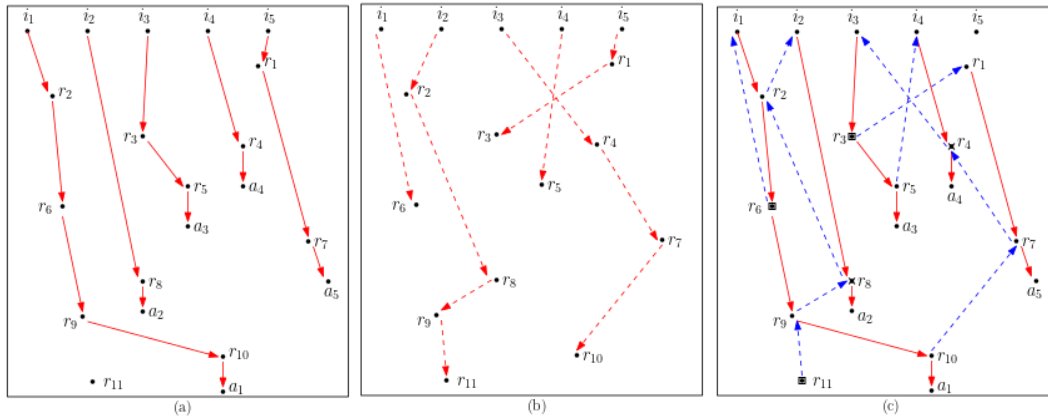 i₁ i₂ i₃ i₄ i₅
r₁
r₂
r₃
r₄
r₅ a₄
r₆
a₃
r₇
r₈
a₅
a₂
r₉
r₁₀
r₁₁
a₁
(a)
i₁ i₂ i₃ i₄ i₅
r₁
r₂
r₃
r₄
r₅
r₆
r₇
r₈
r₉
r₁₀
r₁₁
(b)
i₁ i₂ i₃ i₄ i₅
r₁
r₂
r₃
r₄
r₅
a₄
r₆
a₃
r₇
r₈
a₅
a₂
r₉
r₁₀
r₁₁
a₁
(c)